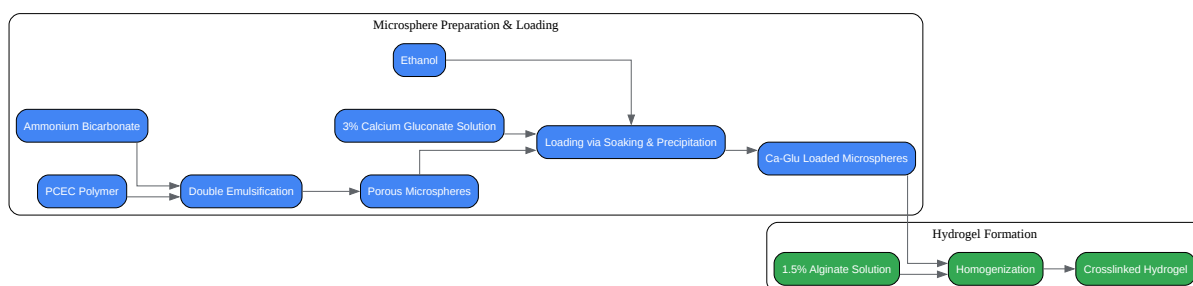 Microsphere Preparation & Loading
Ethanol
Ammonium Bicarbonate
3% Calcium Gluconate Solution
Loading via Soaking & Precipitation
Ca-Glu Loaded Microspheres
PCEC Polymer
Double Emulsification
Porous Microspheres
Hydrogel Formation
1.5% Alginate Solution
Homogenization
Crosslinked Hydrogel